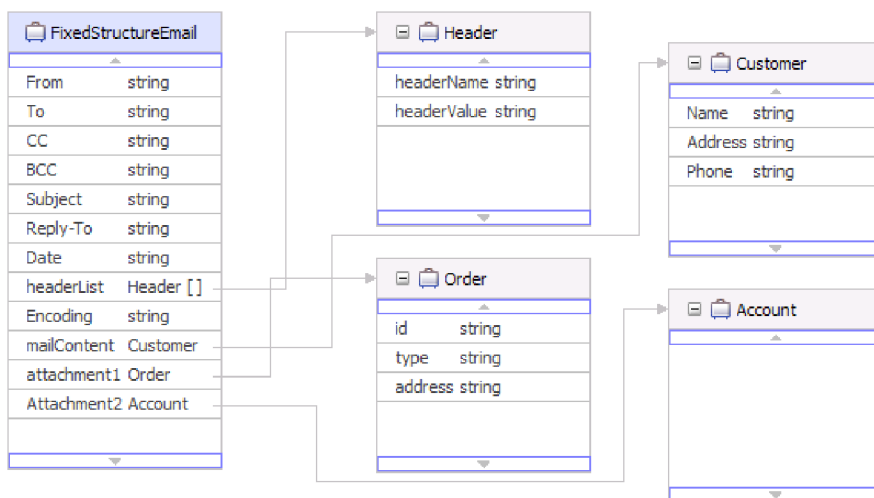 FixedStructureEmail
From string
To string
CC string
BCC string
Subject string
Reply-To string
Date string
headerList Header []
Encoding string
mailContent Customer
attachment1 Order
Attachment2 Account
Header
headerName string
headerValue string
Order
id string
type string
address string
Customer
Name string
Address string
Phone string
Account